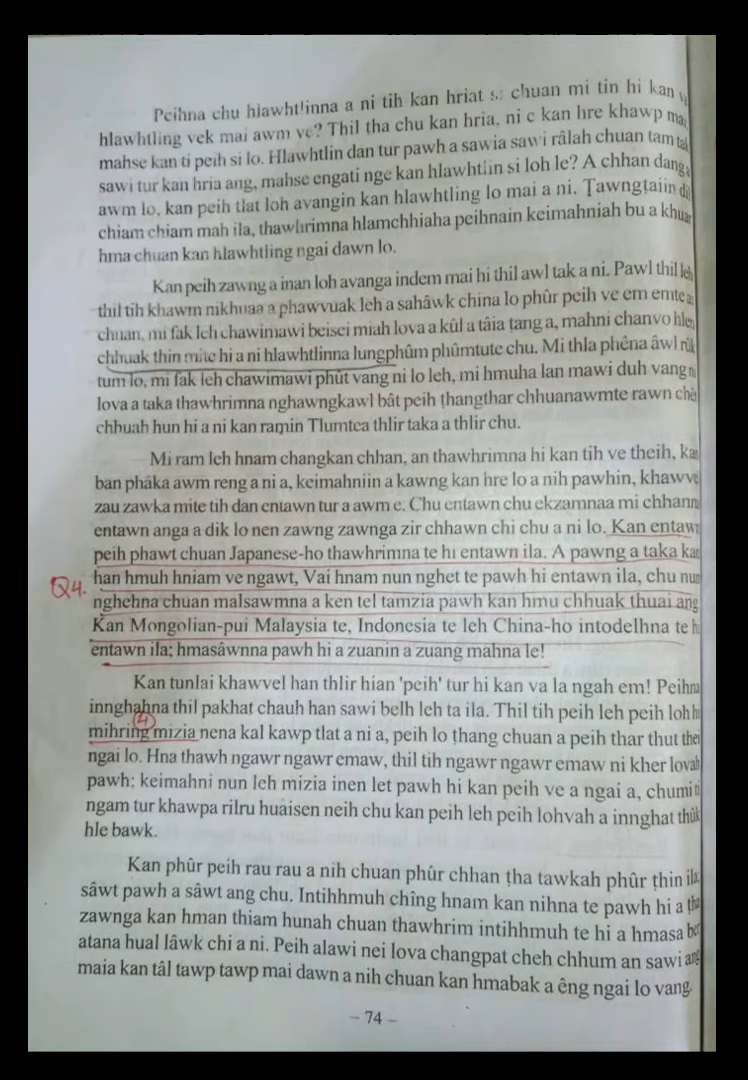 Peihna chu hlawhtlinna a ni tih kan hriat si chuan mi tin hi kan
hlawhtling vek mai awm ve? Thil tha chu kan hria, ni e kan hre khawp mai
mahse kan ti peih si lo. Hlawhtlin dan tur pawh a sawia sawi râlah chuan tam tak
sawi tur kan hria ang, mahse engati nge kan hlawhtlin si loh le? A chhan dang a
awm lo, kan peih tlat loh avangin kan hlawhtling lo mai a ni. Ṭawngṭaiin
chiam chiam mah ila, thawhrimna hlamchhiaha peihnain keimahniah bu a khuar
hma chuan kan hlawhtling ngai dawn lo.
Kan peih zawng a inan loh avanga indem mai hi thil awl tak a ni. Pawl thil leh
thil tih khawm nikhuaa a phawvuak leh a sahâwk china lo phûr peih ve em emte
chuan, mi fak leh chawimawi beisei miah lova a kûl a tâia ṭang a, mahni chanvo hlen
chhuak thin mite hi a ni hlawhtlinna lungphûm phûmtute chu. Mi thla phêna âwl rûk
tum lo, mi fak leh chawimawi phût vang ni lo leh, mi hmuha lan mawi duh vang ni
lova a taka thawhrimna nghawngkawl bât peih ṭhangthar chhuanawmte rawn
chhuah hun hi a ni kan ramin Tlumtea thlir taka a thlir chu.
Mi ram leh hnam changkan chhan, an thawhrimna hi kan tih ve theih, kan
ban phâka awm reng a ni a, keimahniin a kawng kan hre lo a nih pawhin, khawvel
zau zawka mite tih dan entawn tur a awm e. Chu entawn chu ekzamnaa mi chhanna
entawn anga a dik lo nen zawng zawnga zir chhawn chi chu a ni lo. Kan entawn
peih phawt chuan Japanese-ho thawhrimna te hi entawn ila. A pawng a taka kan
Q4. han hmuh hniam ve ngawt, Vai hnam nun nghet te pawh hi entawn ila, chu nun
nghehna chuan malsawmna a ken tel tamzia pawh kan hmu chhuak thuai ang
Kan Mongolian-pui Malaysia te, Indonesia te leh China-ho intodelhna te hi
entawn ila; hmasâwnna pawh hi a zuanin a zuang mahna le!
Kan tunlai khawvel han thlir hian 'peih' tur hi kan va la ngah em! Peihna
innghahna thil pakhat chauh han sawi belh leh ta ila. Thil tih peih leh peih loh hi
④
mihring mizia nena kal kawp tlat a ni a, peih lo thang chuan a peih thar thut thei
ngai lo. Hna thawh ngawr ngawr emaw, thil tih ngawr ngawr emaw ni kher lovah
pawh; keimahni nun leh mizia inen let pawh hi kan peih ve a ngai a, chumi ti
ngam tur khawpa rilru huaisen neih chu kan peih leh peih lohvah a innghat thûk
hle bawk.
Kan phûr peih rau rau a nih chuan phûr chhan ṭha tawkah phûr ṭhin ila
sâwt pawh a sâwt ang chu. Intihhmuh chîng hnam kan nihna te pawh hi a ṭha
zawnga kan hman thiam hunah chuan thawhrim intihhmuh te hi a hmasa ber
atana hual lâwk chi a ni. Peih alawi nei lova changpat cheh chhum an sawi ang
maia kan tâl tawp tawp mai dawn a nih chuan kan hmabak a êng ngai lo vang.
– 74 –